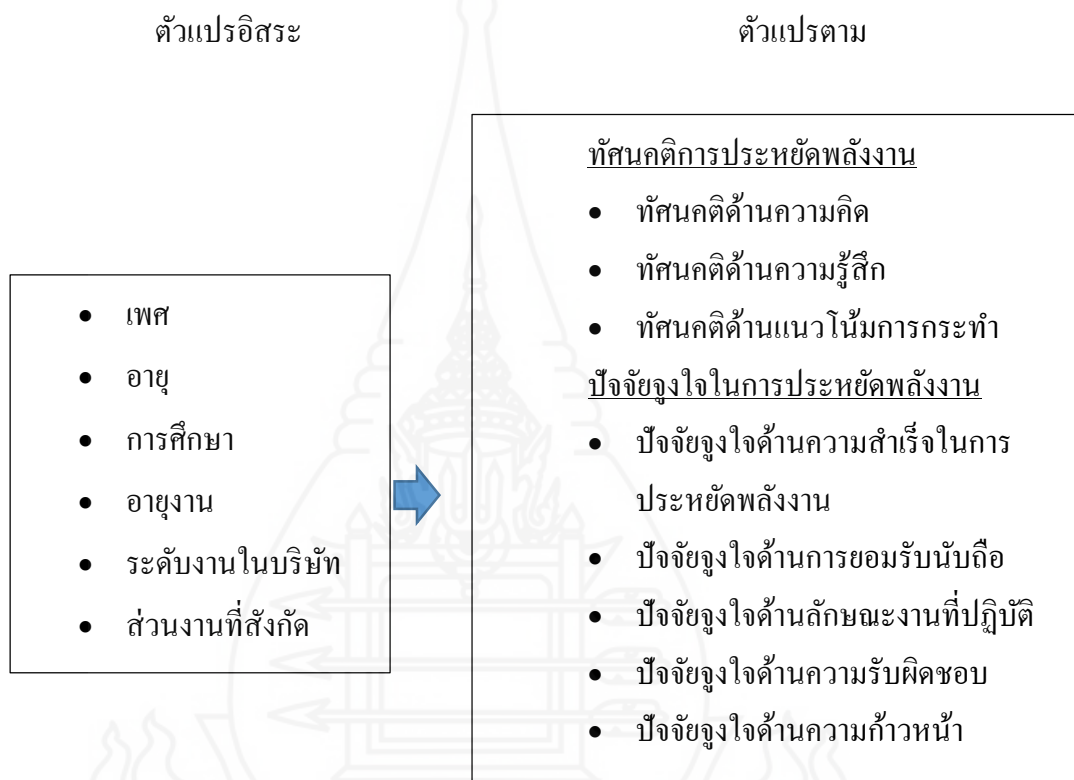 ตัวแปรอิสระ
ตัวแปรตาม
• เพศ
• อายุ
• การศึกษา
• อายุงาน
• ระดับงานในบริษัท
• ส่วนงานที่สังกัด
ทัศนคติการประหยัดพลังงาน
• ทัศนคติด้านความคิด
• ทัศนคติด้านความรู้สึก
• ทัศนคติด้านแนวโน้มการกระทำ
ปัจจัยจูงใจในการประหยัดพลังงาน
• ปัจจัยจูงใจด้านความสำเร็จในการ
ประหยัดพลังงาน
• ปัจจัยจูงใจด้านการยอมรับนับถือ
• ปัจจัยจูงใจด้านลักษณะงานที่ปฏิบัติ
• ปัจจัยจูงใจด้านความรับผิดชอบ
• ปัจจัยจูงใจด้านความก้าวหน้า